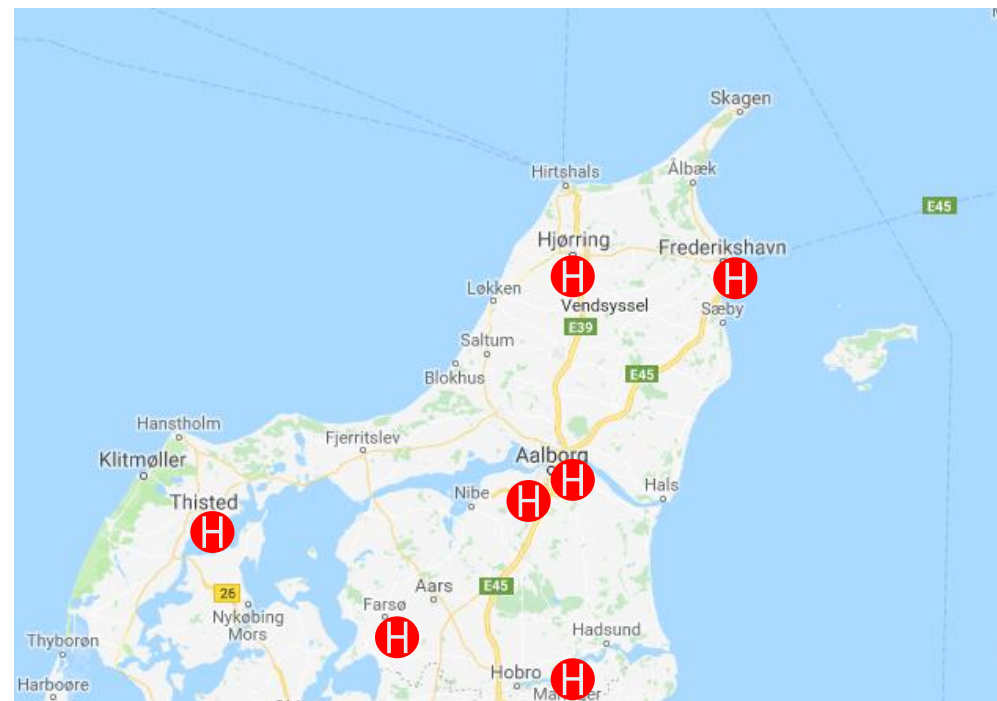 Skagen
Ålbæk
Hirtshals
E45
Hjørring
Frederikshavn
H
H
Løkken
Vendsyssel
Sæby
E39
Saltum
Blokhus
E45
Hanstholm
Fjerritslev
Klitmøller
Aalborg
H
Nibe
Hals
H
Thisted
H
Aars
E45
26
Farsø
Nykøbing
Mors
H
Hadsund
Thyborøn
Hobro
H
Harboøre